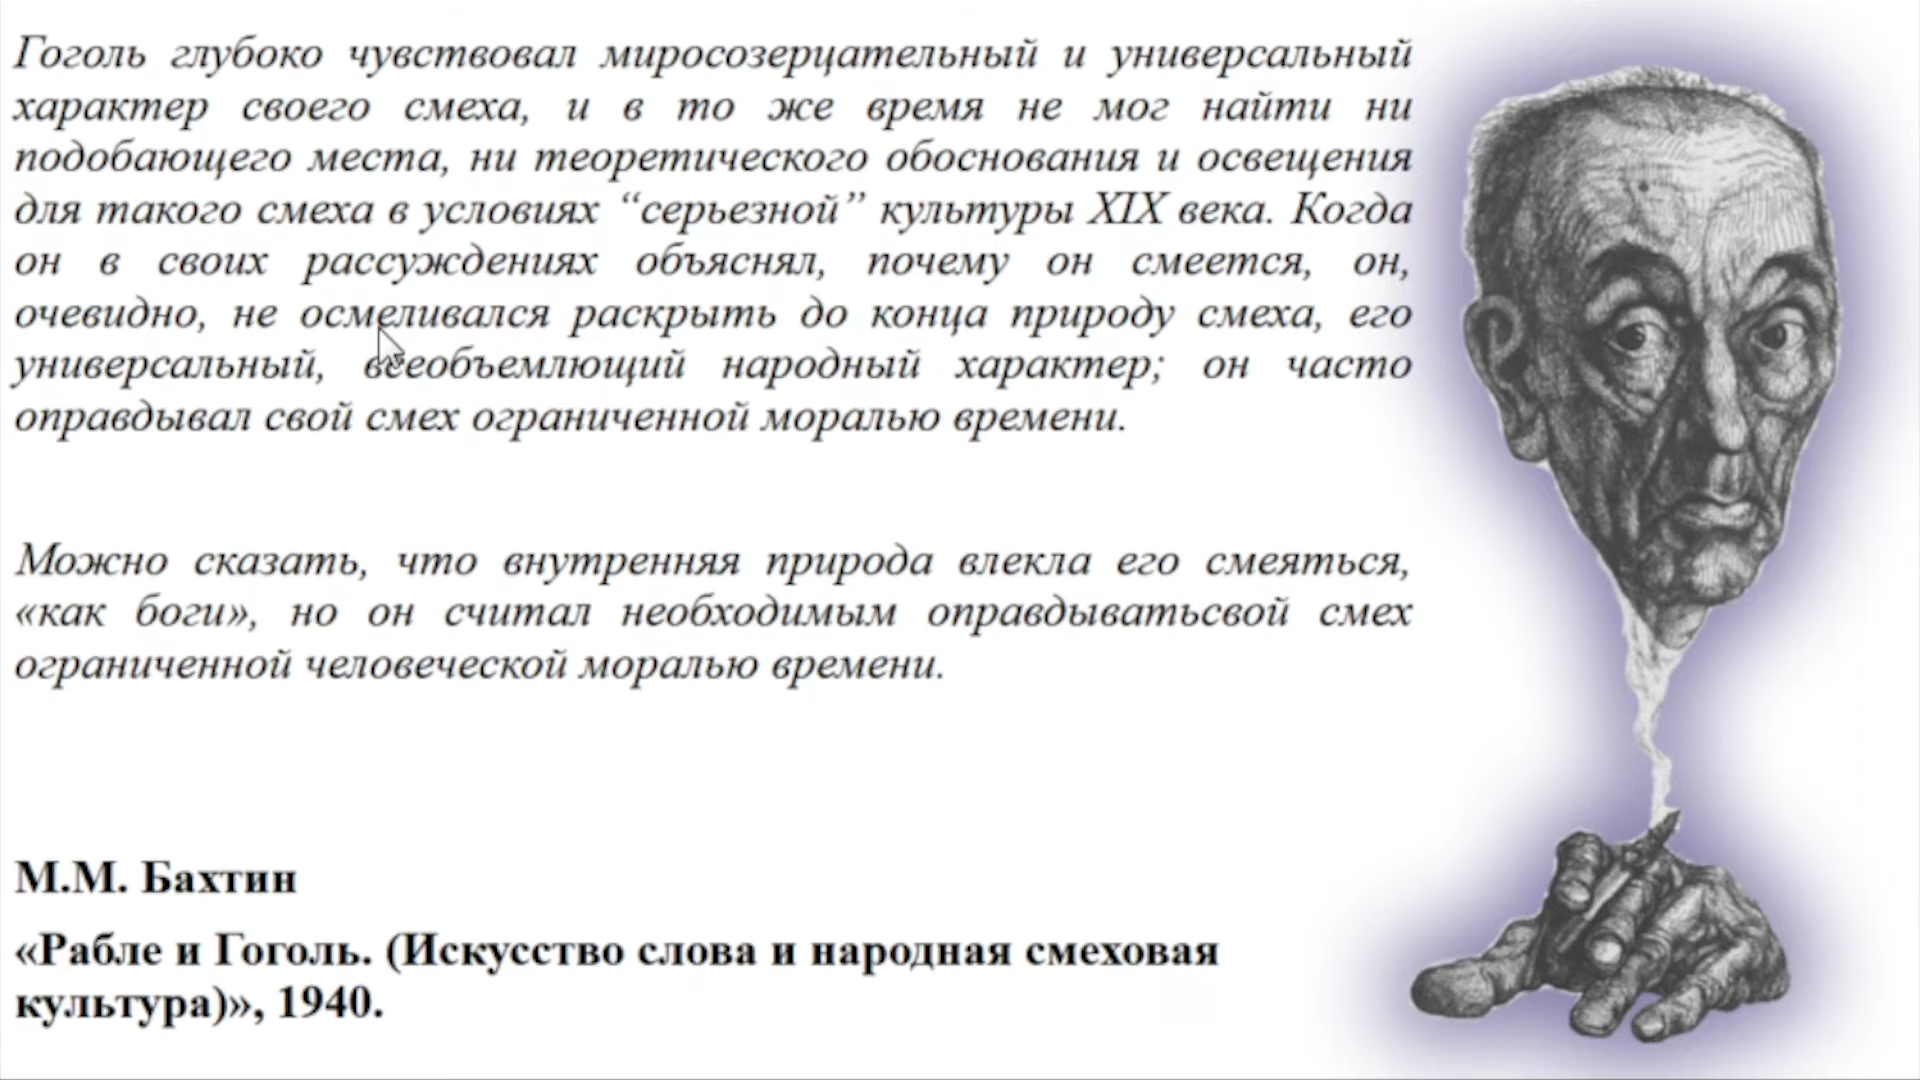 Гоголь глубоко чувствовал миросозерцательный и универсальный
характер своего смеха, и в то же время не мог найти ни
подобающего места, ни теоретического обоснования и освещения
для такого смеха в условиях “серьезной” культуры XIX века. Когда
он в своих рассуждениях объяснял, почему он смеется, он,
очевидно, не осмеливался раскрыть до конца природу смеха, его
универсальный, всеобъемлющий народный характер; он часто
оправдывал свой смех ограниченной моралью времени.
Можно сказать, что внутренняя природа влекла его смеяться,
«как боги», но он считал необходимым оправдыватьсвой смех
ограниченной человеческой моралью времени.
М.М. Бахтин
«Рабле и Гоголь. (Искусство слова и народная смеховая
культура)», 1940.